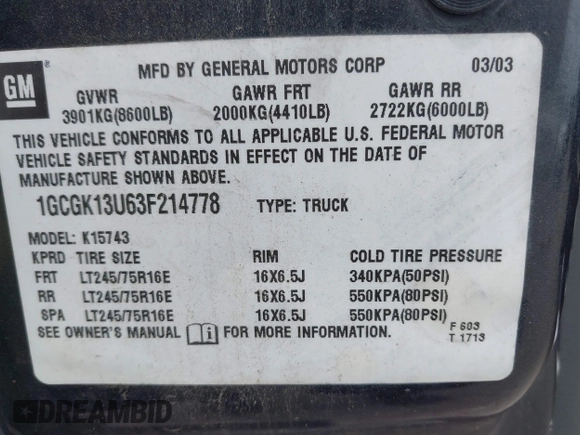 GM
®
MFD BY GENERAL MOTORS CORP 03/03
GVWR GAWR FRT GAWR RR
3901KG(8600LB) 2000KG(4410LB) 2722KG(6000LB)
THIS VEHICLE CONFORMS TO ALL APPLICABLE U.S. FEDERAL MOTOR
VEHICLE SAFETY STANDARDS IN EFFECT ON THE DATE OF
MANUFACTURE SHOWN ABOVE.
1GCGK13U63F214778 TYPE: TRUCK
MODEL: K15743
KPRD TIRE SIZE RIM COLD TIRE PRESSURE
FRT LT245/75R16E 16X6.5J 340KPA(50PSI)
RR LT245/75R16E 16X6.5J 550KPA(80PSI)
SPA LT245/75R16E 16X6.5J 550KPA(80PSI)
SEE OWNER'S MANUAL i FOR MORE INFORMATION.
F 603
T 1713
DREAMBID